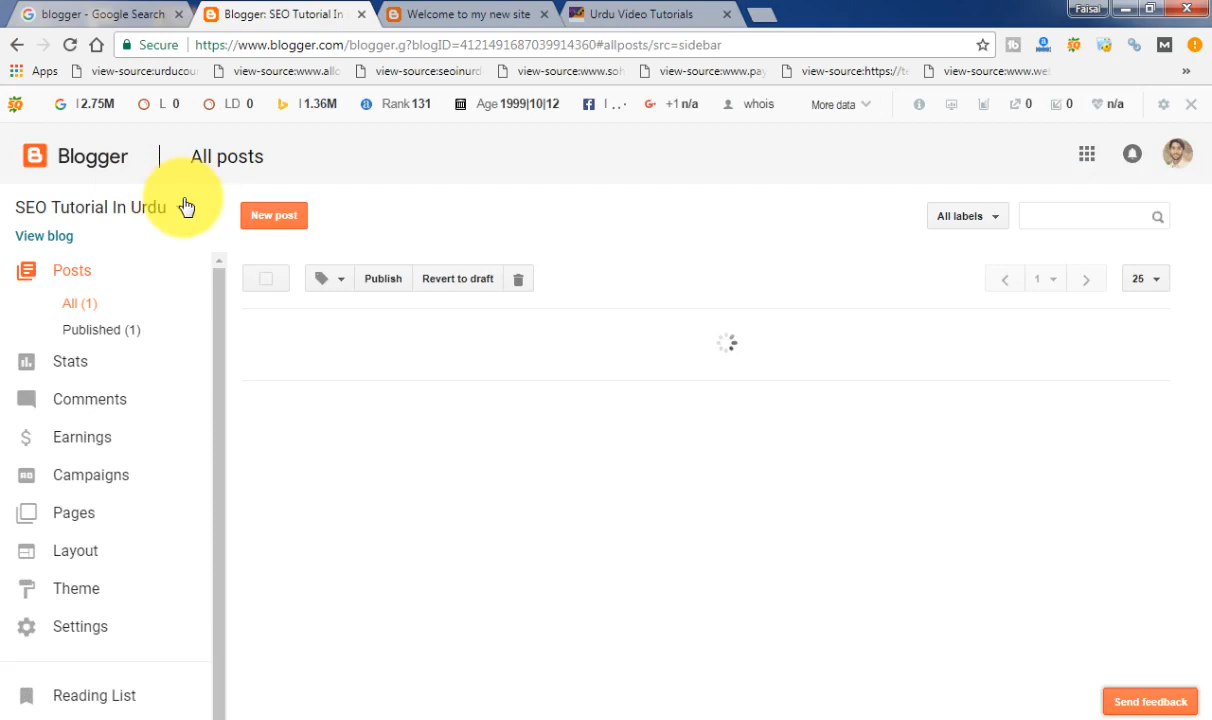 blogger - Google Search
Blogger: SEO Tutorial In
Welcome to my new site
Urdu Video Tutorials
Faisal
Secure
https://www.blogger.com/blogger.g?blogID=4121491687039914360#allposts/src=sidebar
Apps
view-source:urducou
view-source:www.allc
view-source:seoinurd
view-source:www.soh
view-source:www.pay
view-source:https://te
view-source:www.wel
I 2.75M
L 0
LD 0
I 1.36M
Rank 131
Age 1999|10|12
I ...
+1 n/a
whois
More data
0
0
n/a
Blogger
All posts
SEO Tutorial In Urdu
New post
All labels
View blog
Posts
All (1)
Published (1)
Publish
Revert to draft
1
25
Stats
Comments
Earnings
Campaigns
Pages
Layout
Theme
Settings
Reading List
Send feedback